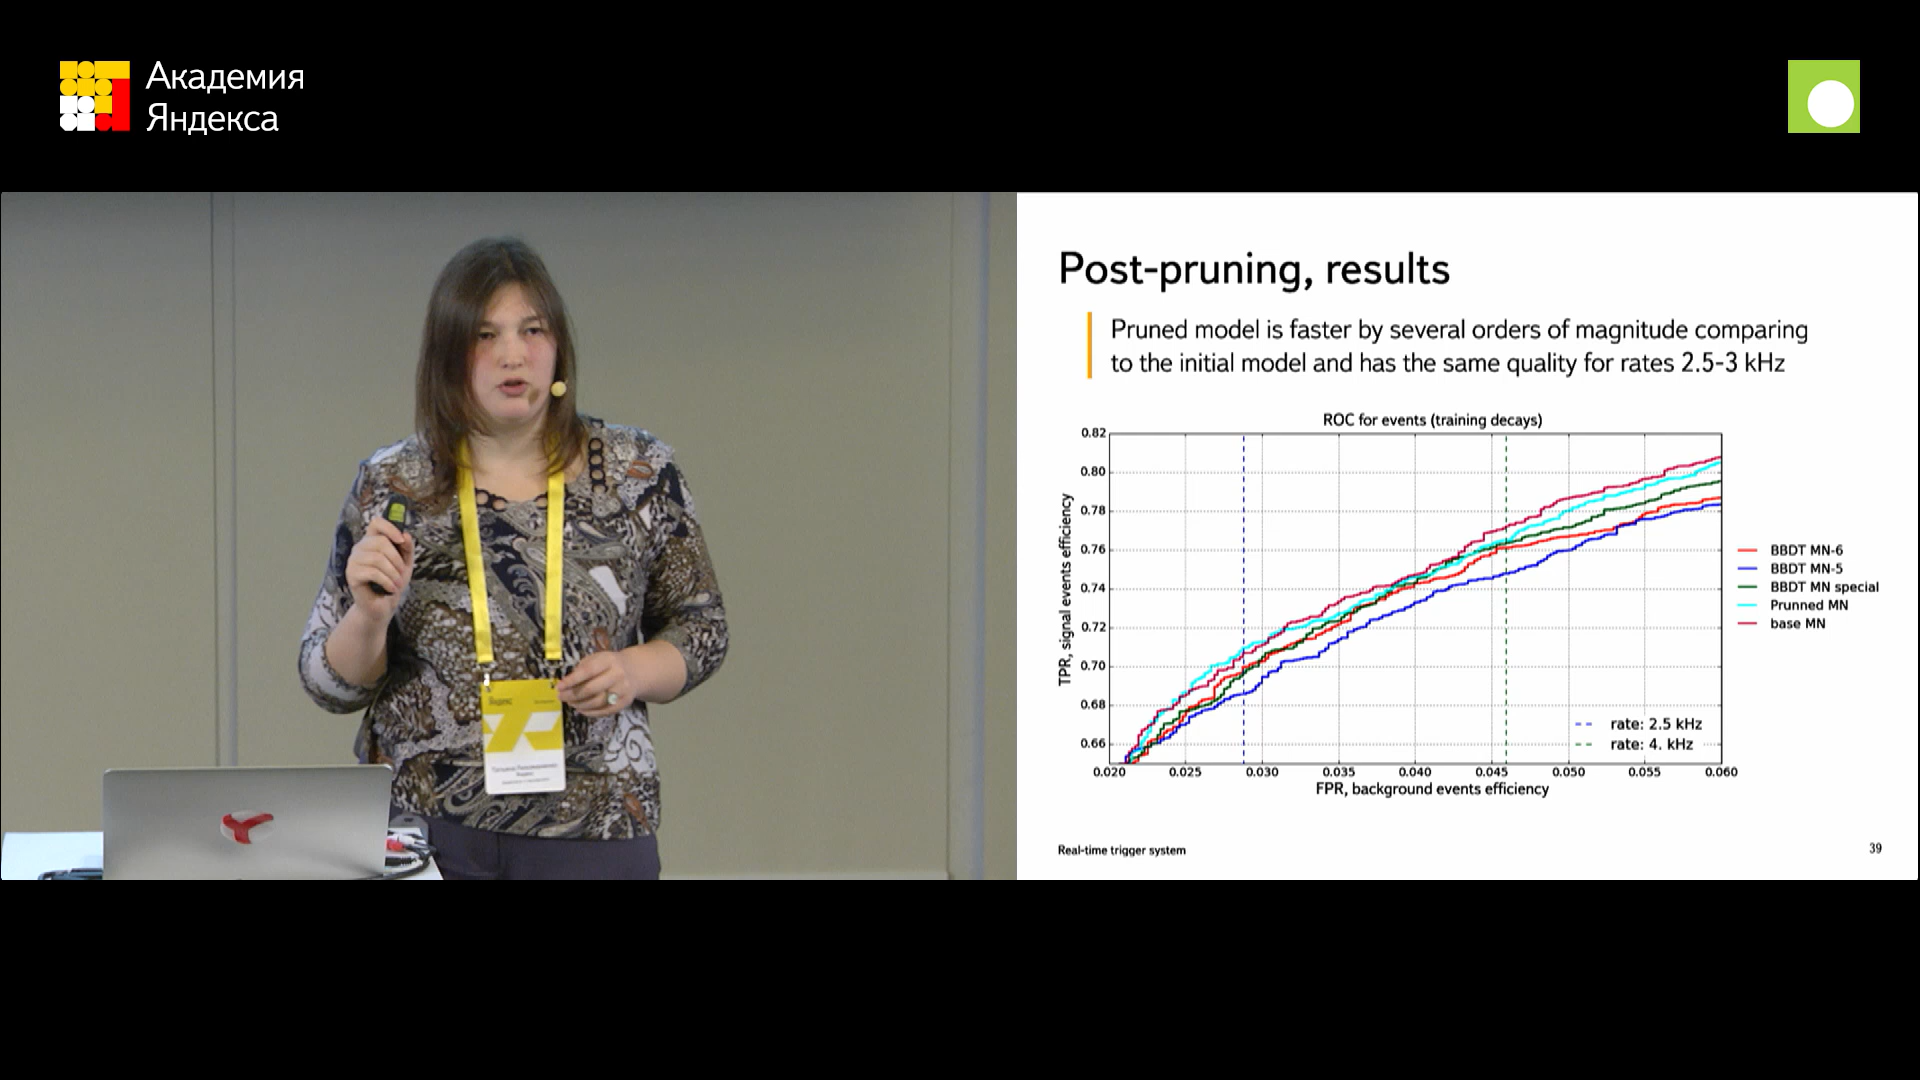 Академия
Яндекса
Post-pruning, results
Pruned model is faster by several orders of magnitude comparing
to the initial model and has the same quality for rates 2.5-3 kHz
ROC for events (training decays)
TPR, signal events efficiency
0.82
0.80
0.78
0.76
0.74
0.72
0.70
0.68
0.66
0.020 0.025 0.030 0.035 0.040 0.045 0.050 0.055 0.060
FPR, background events efficiency
rate: 2.5 kHz
rate: 4. kHz
BBDT MN-6
BBDT MN-5
BBDT MN special
Prunned MN
base MN
Real-time trigger system
39